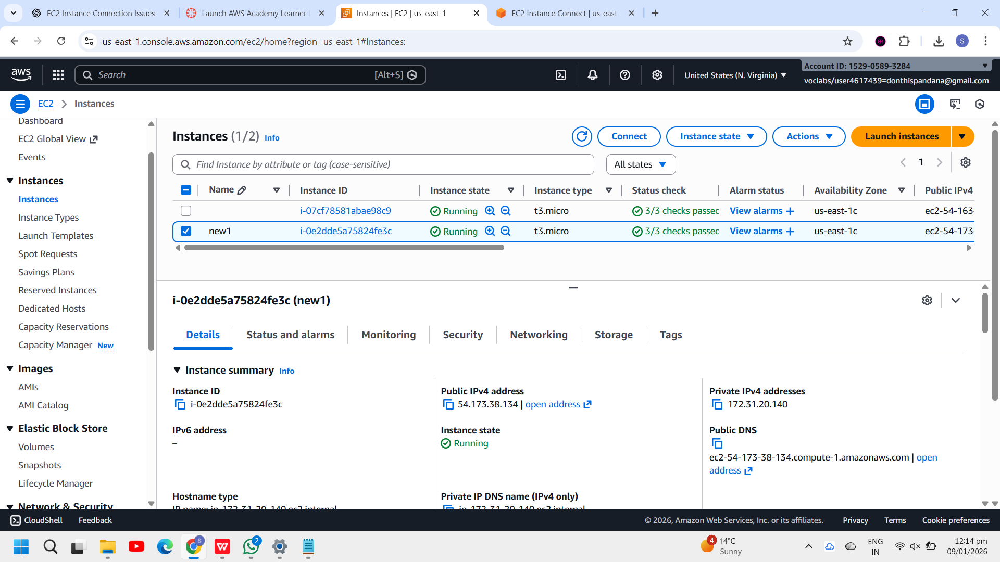 EC2 Instance Connection Issues
Launch AWS Academy Learner
Instances | EC2 | us-east-1
EC2 Instance Connect | us-east-
us-east-1.console.aws.amazon.com/ec2/home?region=us-east-1#Instances:
S
aws
Search
[Alt+S]
United States (N. Virginia)
Account ID: 1529-0589-3284
voclabs/user4617439=donthispandana@gmail.com
EC2
Instances
Dashboard
EC2 Global View
Events
Instances
Instances
Instance Types
Launch Templates
Spot Requests
Savings Plans
Reserved Instances
Dedicated Hosts
Capacity Reservations
Capacity Manager New
Images
AMIs
AMI Catalog
Elastic Block Store
Volumes
Snapshots
Lifecycle Manager
Network & Security
Instances (1/2) Info
Connect
Instance state
Actions
Launch instances
Find Instance by attribute or tag (case-sensitive)
All states
1
Name Instance ID Instance state Instance type Status check Alarm status Availability Zone Public IPv4
i-07cf78581abae98c9 Running t3.micro 3/3 checks passed View alarms + us-east-1c ec2-54-163-
new1 i-0e2dde5a75824fe3c Running t3.micro 3/3 checks passed View alarms + us-east-1c ec2-54-173-
i-0e2dde5a75824fe3c (new1)
Details Status and alarms Monitoring Security Networking Storage Tags
Instance summary Info
Instance ID
i-0e2dde5a75824fe3c
Public IPv4 address
54.173.38.134 | open address
Private IPv4 addresses
172.31.20.140
IPv6 address
–
Instance state
Running
Public DNS
ec2-54-173-38-134.compute-1.amazonaws.com | open
address
Hostname type
IP name: ip-172-31-20-140.ec2.internal
Private IP DNS name (IPv4 only)
ip-172-31-20-140.ec2.internal
CloudShell
Feedback
© 2026, Amazon Web Services, Inc. or its affiliates.
Privacy
Terms
Cookie preferences
S
W
2
4
14°C
Sunny
ENG
IN
12:14 pm
09/01/2026